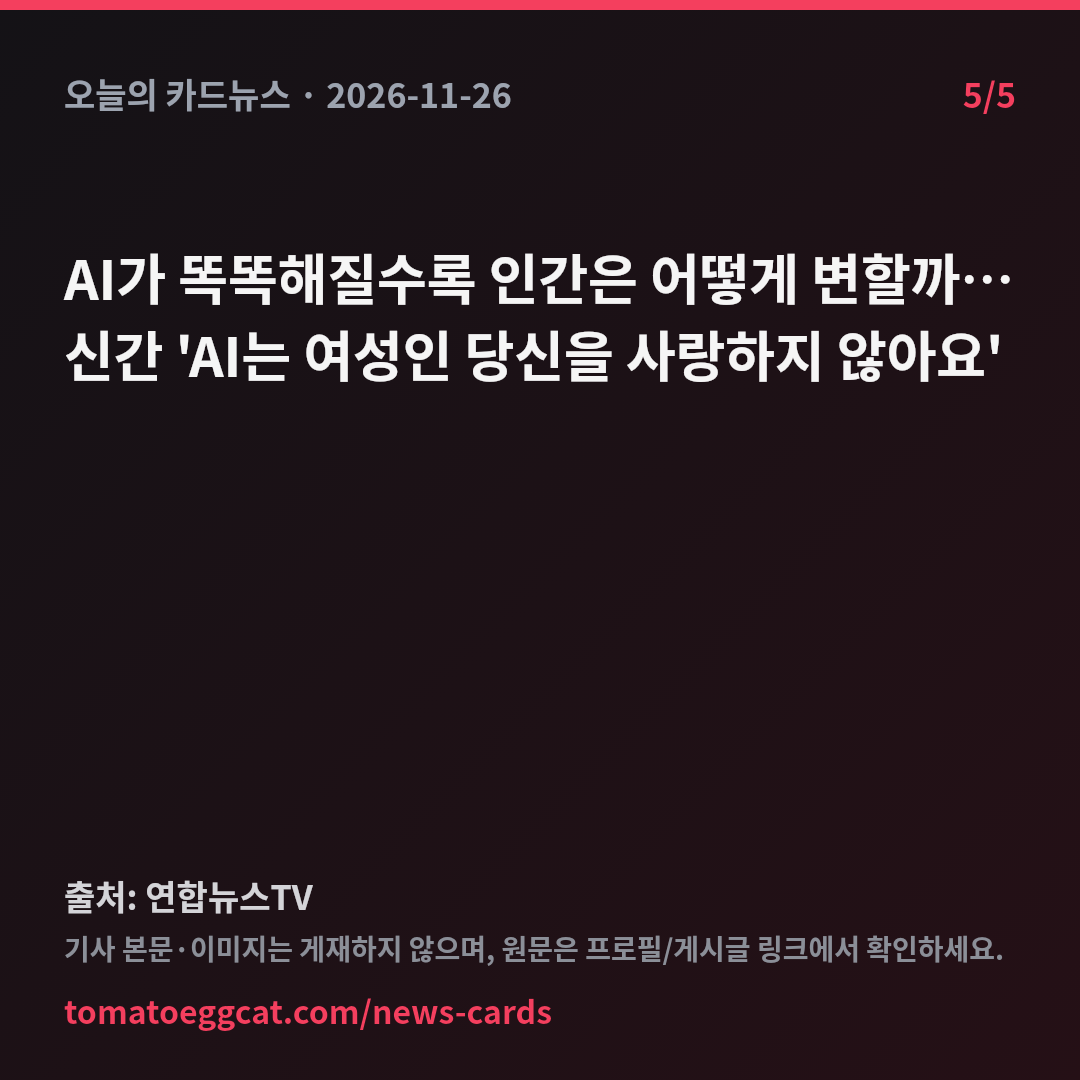 오늘의 카드뉴스 · 2026-11-26
5/5
AI가 똑똑해질수록 인간은 어떻게 변할까…
신간 'AI는 여성인 당신을 사랑하지 않아요'
출처: 연합뉴스TV
기사 본문·이미지는 게재하지 않으며, 원문은 프로필/게시글 링크에서 확인하세요.
tomatoeggcat.com/news-cards